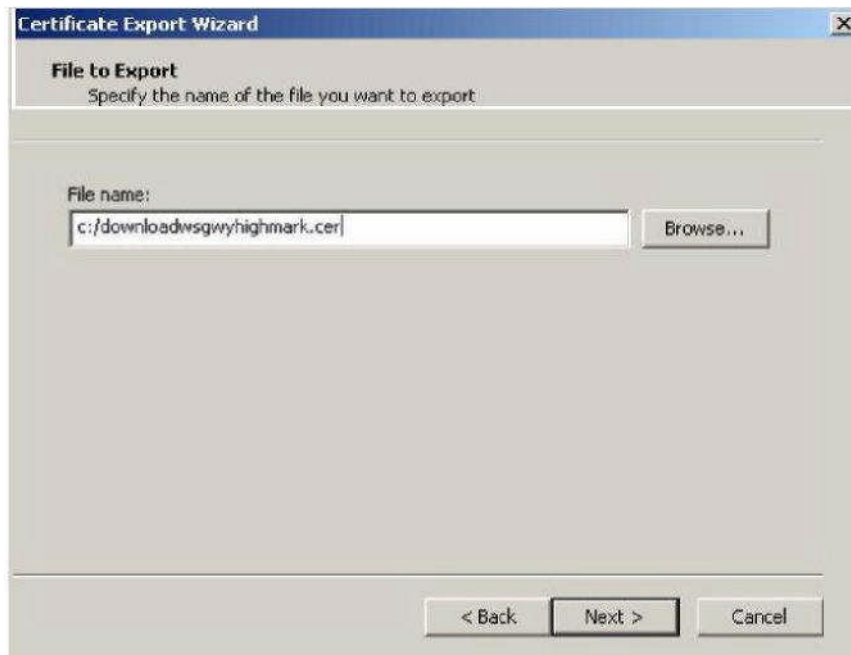 Certificate Export Wizard
File to Export
Specify the name of the file you want to export
File name:
c:/downloadwsgwyhighmark.cer
Browse...
< Back
Next >
Cancel